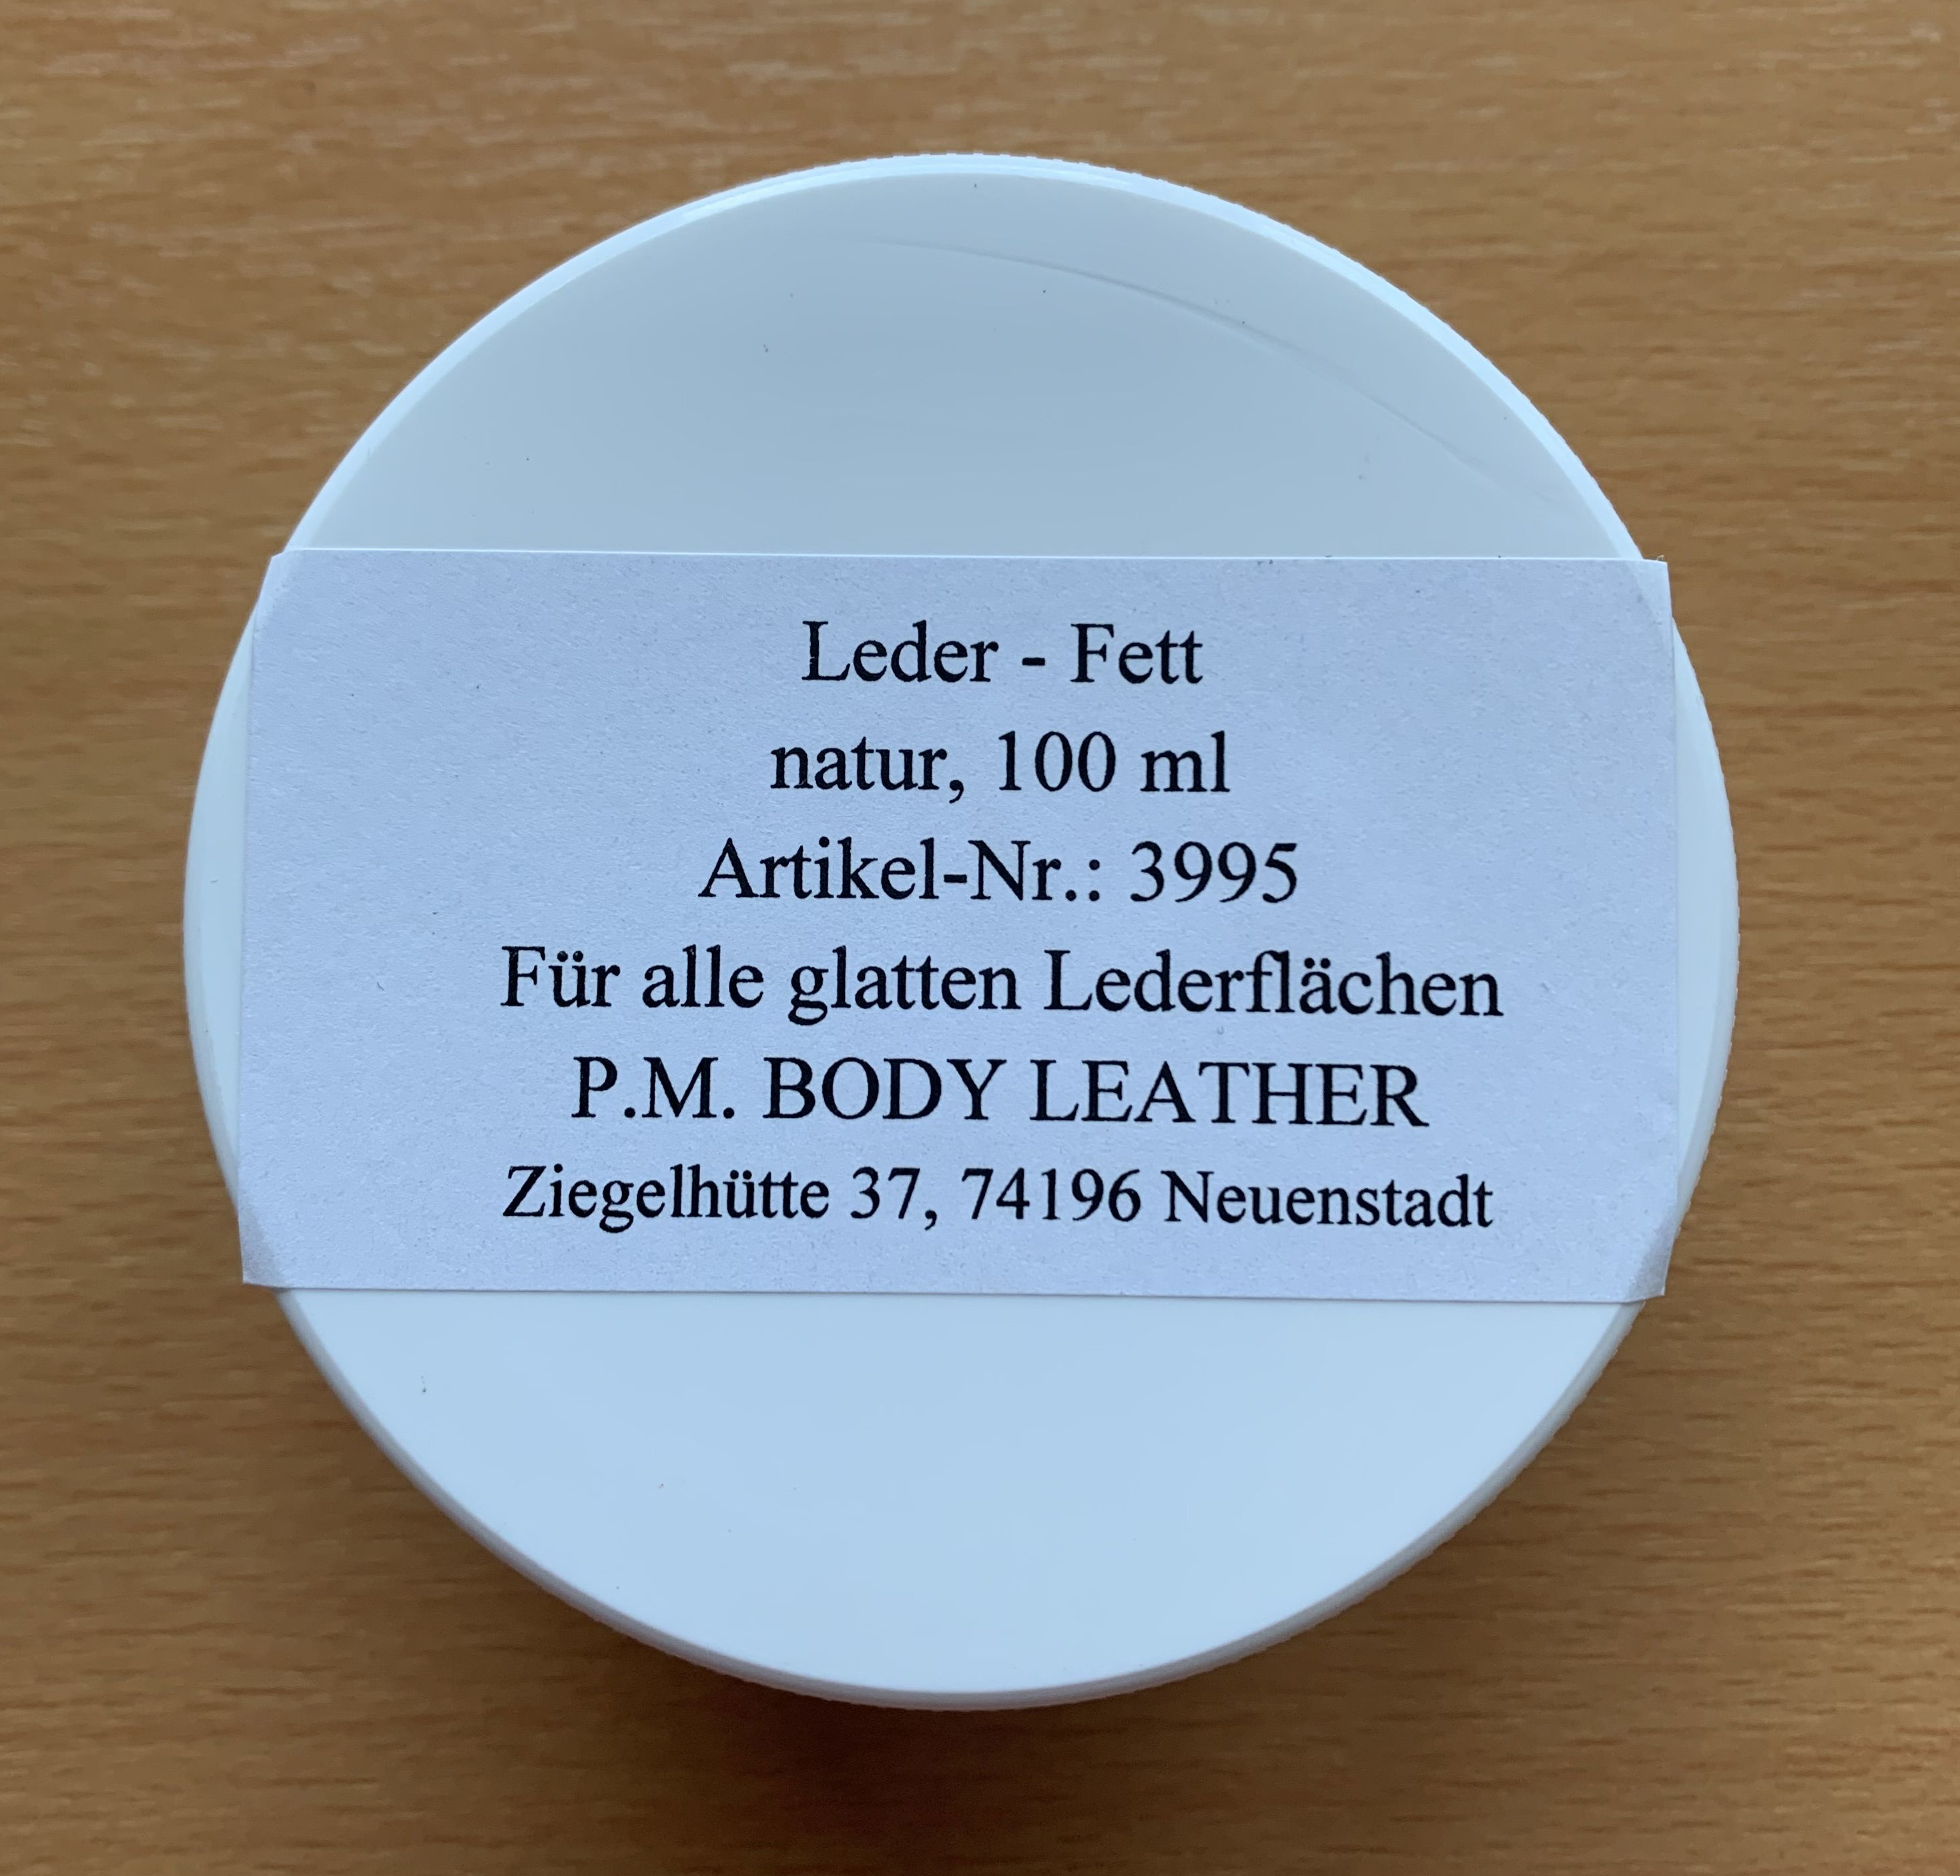 Leder - Fett
natur, 100 ml
Artikel-Nr.: 3995
Für alle glatten Lederflächen
P.M. BODY LEATHER
Ziegelhütte 37, 74196 Neuenstadt